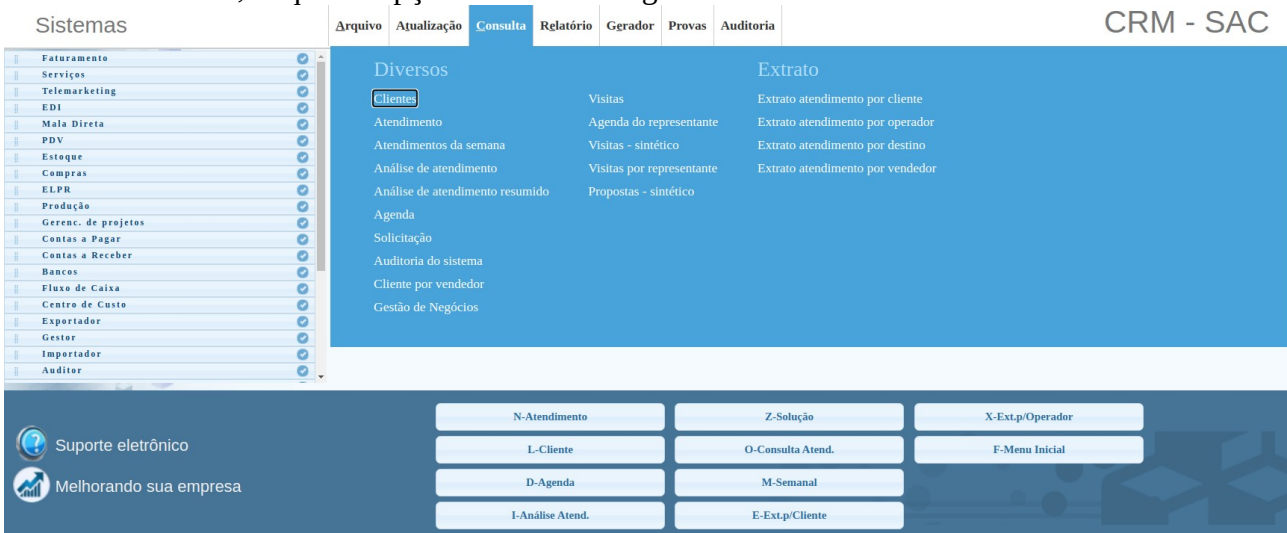 Sistemas
Arquivo Atualização Consulta Relatório Gerador Provas Auditoria
CRM - SAC
Faturamento
Serviços
Telemarketing
EDI
Mala Direta
PDV
Estoque
Compras
ELPR
Produção
Gerenc. de projetos
Contas a Pagar
Contas a Receber
Bancos
Fluxo de Caixa
Centro de Custo
Exportador
Gestor
Importador
Auditor
Diversos
Clientes
Atendimento
Atendimentos da semana
Análise de atendimento
Análise de atendimento resumido
Agenda
Solicitação
Auditoria do sistema
Cliente por vendedor
Gestão de Negócios
Visitas
Agenda do representante
Visitas - sintético
Visitas por representante
Propostas - sintético
Extrato
Extrato atendimento por cliente
Extrato atendimento por operador
Extrato atendimento por destino
Extrato atendimento por vendedor
Suporte eletrônico
Melhorando sua empresa
N-Atendimento Z-Solução X-Ext.p/Operador
L-Cliente O-Consulta Atend. F-Menu Inicial
D-Agenda M-Semanal
I-Análise Atend. E-Ext.p/Cliente